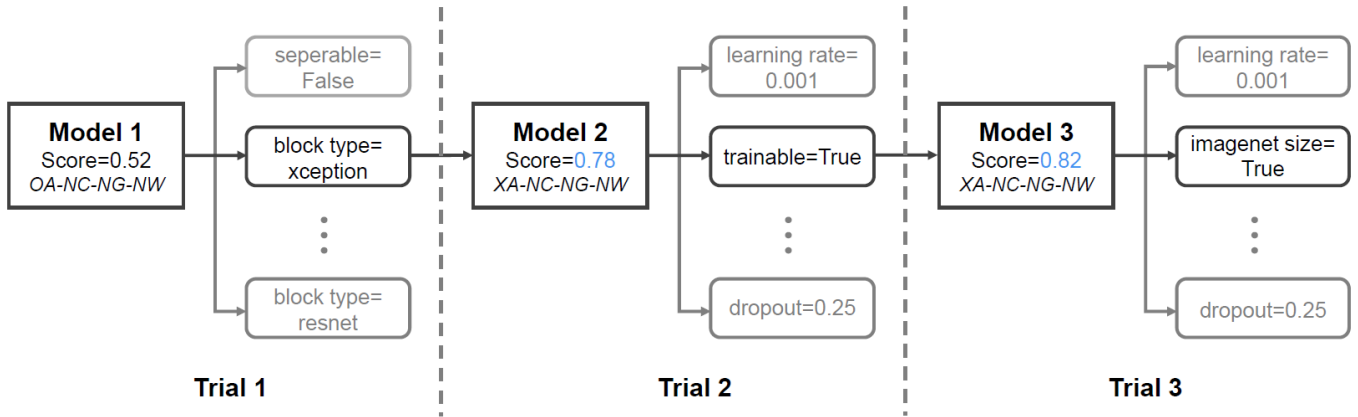 Model 1
Score=0.52
OA-NC-NG-NW
seperable=
False
block type=
xception
block type=
resnet
Trial 1
Model 2
Score=0.78
XA-NC-NG-NW
learning rate=
0.001
trainable=True
dropout=0.25
Trial 2
Model 3
Score=0.82
XA-NC-NG-NW
learning rate=
0.001
imagenet size=
True
dropout=0.25
Trial 3